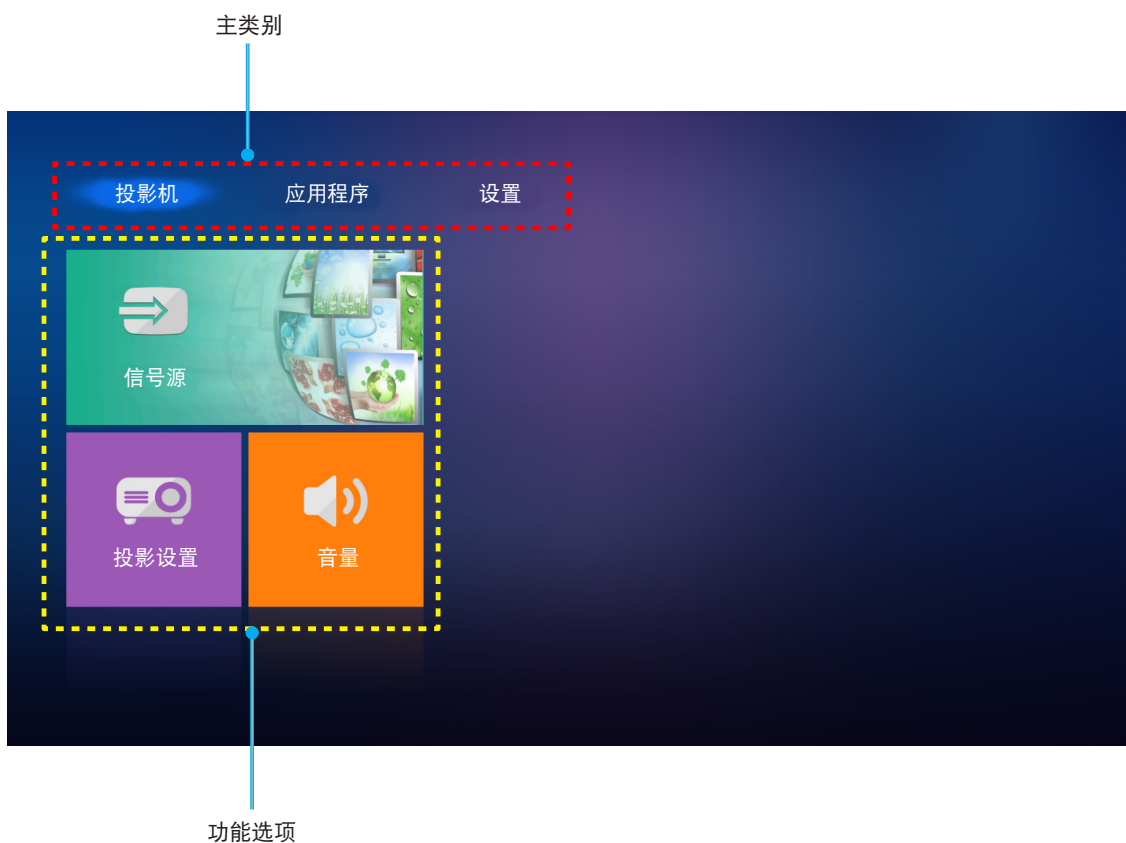 主类别
投影机 应用程序 设置
信号源
投影设置 音量
功能选项